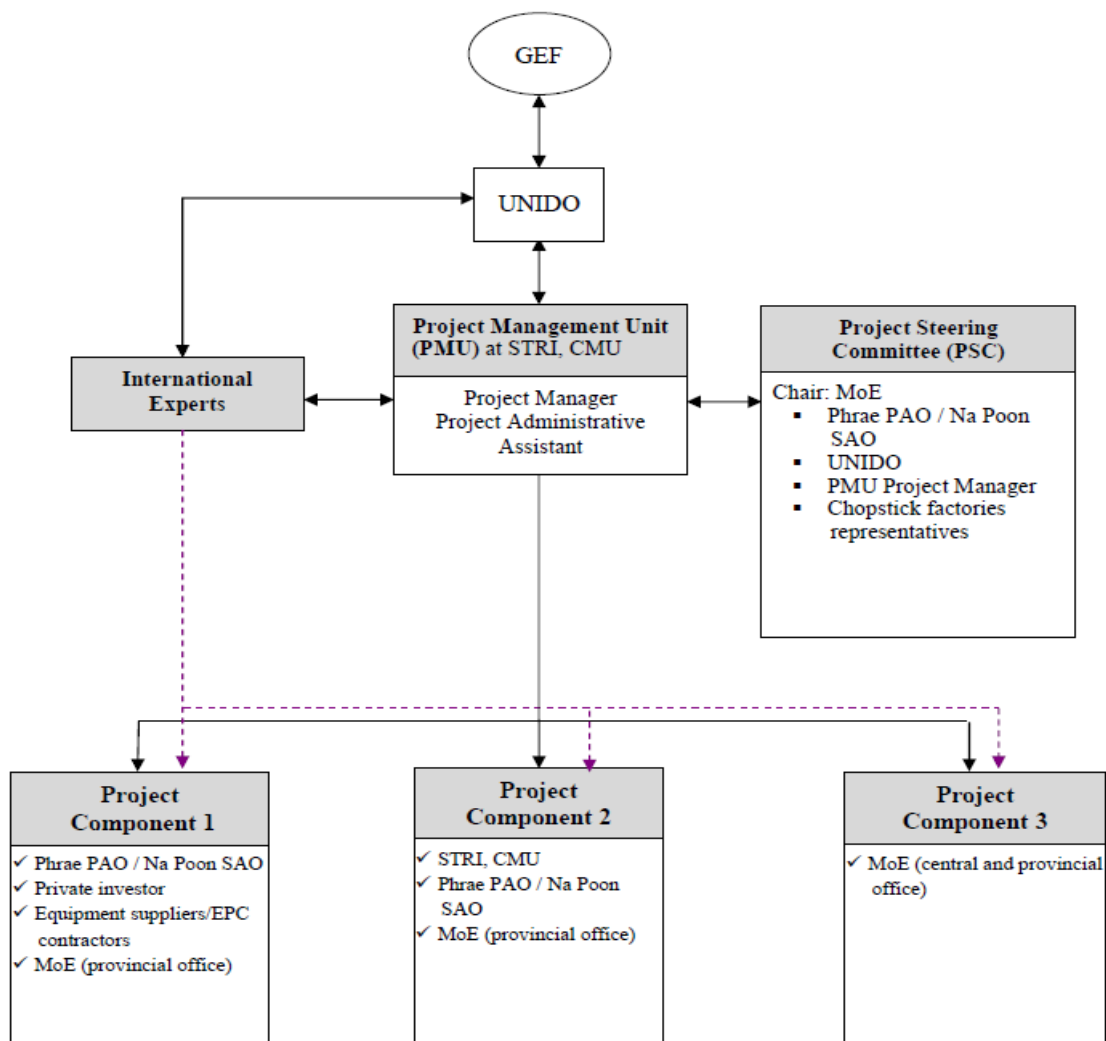 GEF
UNIDO
Project Management Unit
(PMU) at STRI, CMU
Project Manager
Project Administrative
Assistant
Project Steering
Committee (PSC)
Chair: MoE
▪ Phrae PAO / Na Poon
SAO
▪ UNIDO
▪ PMU Project Manager
▪ Chopstick factories
representatives
International
Experts
Project
Component 1
✓ Phrae PAO / Na Poon SAO
✓ Private investor
✓ Equipment suppliers/EPC
contractors
✓ MoE (provincial office)
Project
Component 2
✓ STRI, CMU
✓ Phrae PAO / Na Poon
SAO
✓ MoE (provincial office)
Project
Component 3
✓ MoE (central and provincial
office)